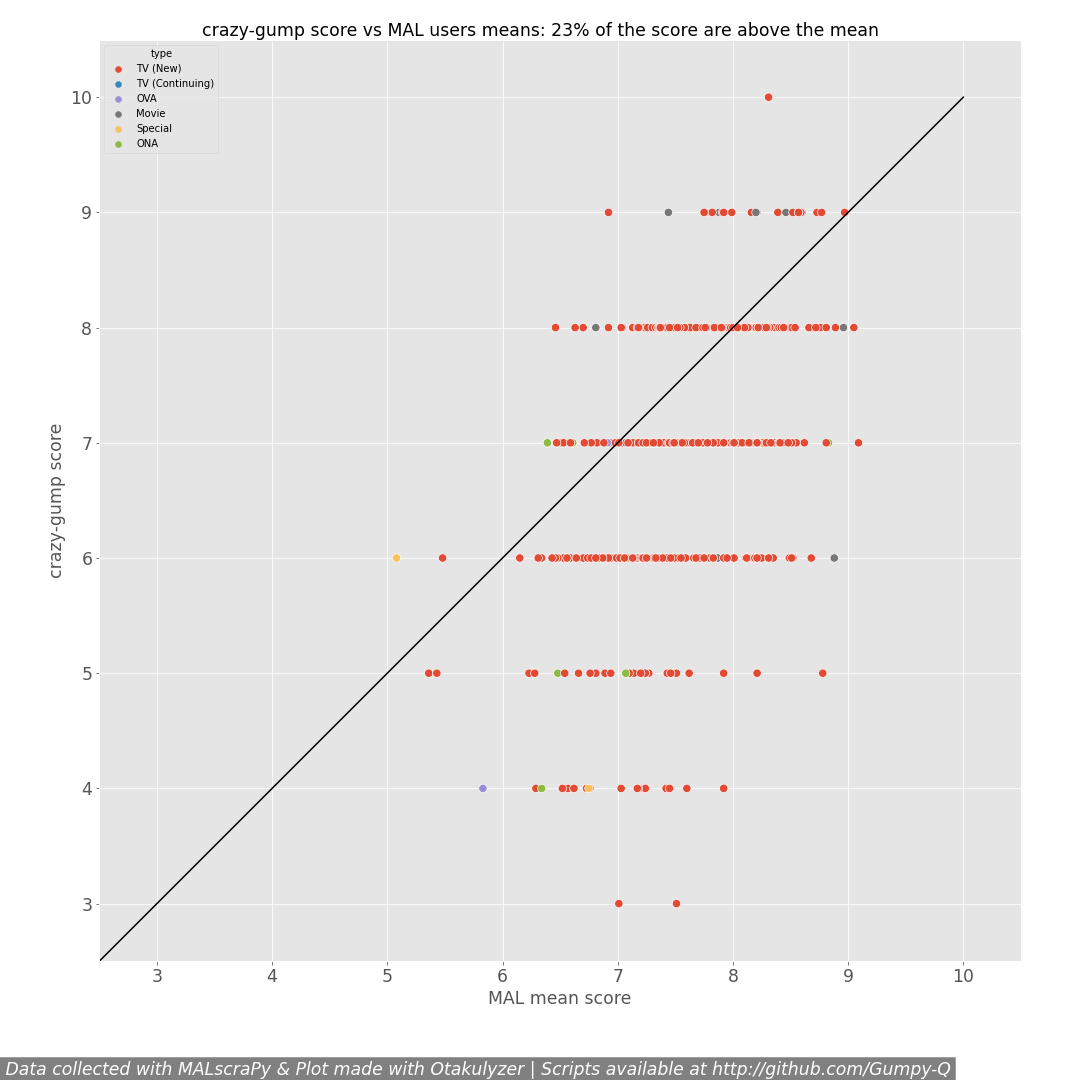 crazy-gump score vs MAL users means: 23% of the score are above the mean
type
TV (New)
TV (Continuing)
OVA
Movie
Special
ONA
10
9
8
7
6
5
4
3
crazy-gump score
3 4 5 6 7 8 9 10
MAL mean score
Data collected with MALscraPy & Plot made with Otakulyzer | Scripts available at http://github.com/Gumpy-Q